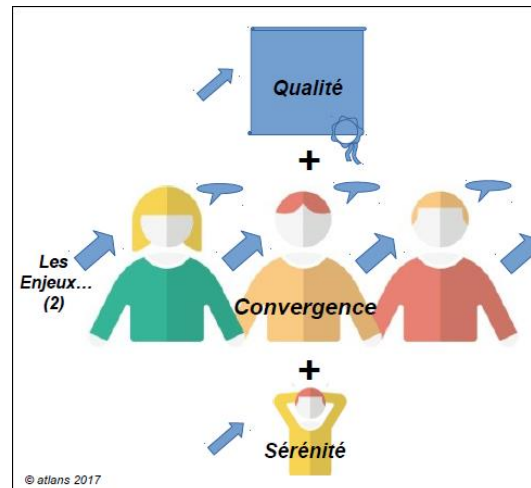 Qualité
+
Les
Enjeux...
(2)
Convergence
+
Sérénité
© atlans 2017